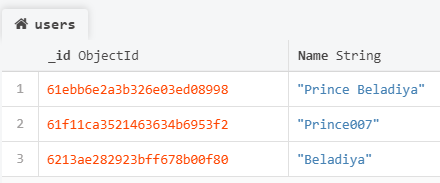 users
_id ObjectId Name String
1 61ebb6e2a3b326e03ed08998 "Prince Beladiya"
2 61f11ca3521463634b6953f2 "Prince007"
3 6213ae282923bff678b00f80 "Beladiya"